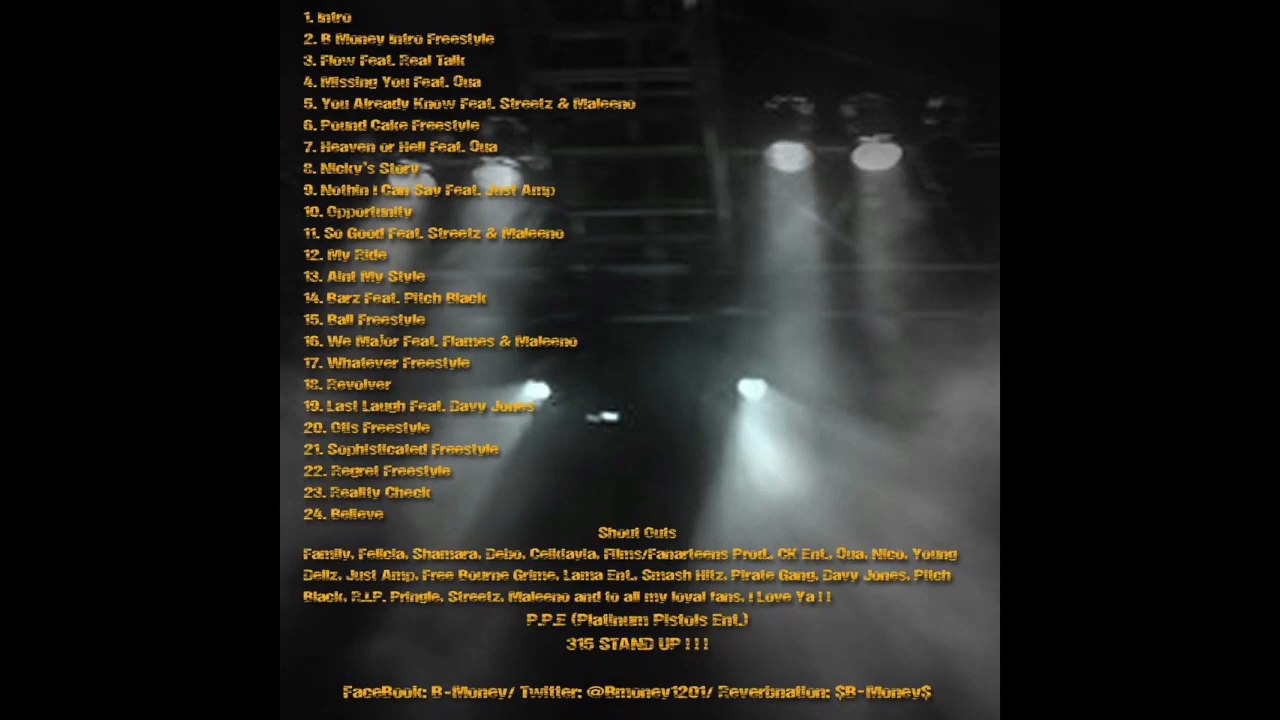 1. Intro
2. B Money Intro Freestyle
3. Flow Feat. Real Talk
4. Missing You Feat. Qua
5. You Already Know Feat. Streetz & Maleeno
6. Pound Cake Freestyle
7. Heaven or Hell Feat. Qua
8. Nicky's Story
9. Nothin I Can Say Feat. Just Amp
10. Opportunity
11. So Good Feat. Streetz & Maleeno
12. My Ride
13. Aint My Style
14. Barz Feat. Pitch Black
15. Ball Freestyle
16. We Major Feat. Flames & Maleeno
17. Whatever Freestyle
18. Revolver
19. Last Laugh Feat. Davy Jones
20. Otis Freestyle
21. Sophisticated Freestyle
22. Regret Freestyle
23. Reality Check
24. Believe
Shout Outs
Family, Felicia, Shamara, Debo, Films/Fanarteens Prod., CK Ent., Qua, Nico, Young
Dellz, Just Amp, Free Bourne Grime, Lama Ent., Smash Hitz, Pirate Gang, Davy Jones, Pitch
Black, R.I.P. Pringle, Streetz, Maleeno and to all my loyal fans, I Love Ya ! !
P.P.E (Platinum Pistols Ent.)
315 STAND UP ! ! !
FaceBook: B-Money/ Twitter: @Bmoney1201/ Reverbnation: $B-Money$